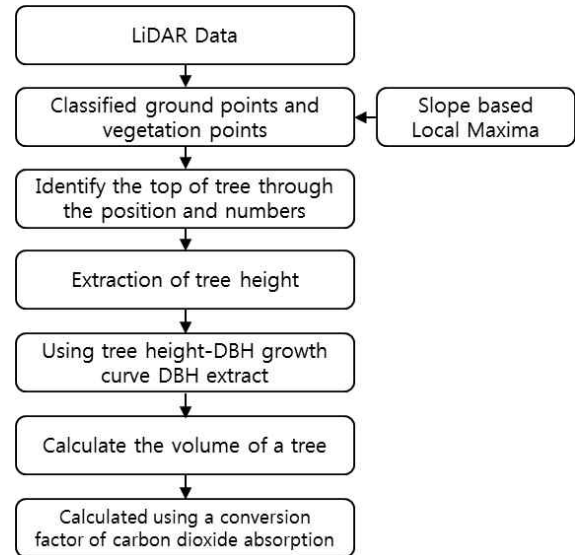 LiDAR Data
Classified ground points and
vegetation points
Slope based
Local Maxima
Identify the top of tree through
the position and numbers
Extraction of tree height
Using tree height-DBH growth
curve DBH extract
Calculate the volume of a tree
Calculated using a conversion
factor of carbon dioxide absorption